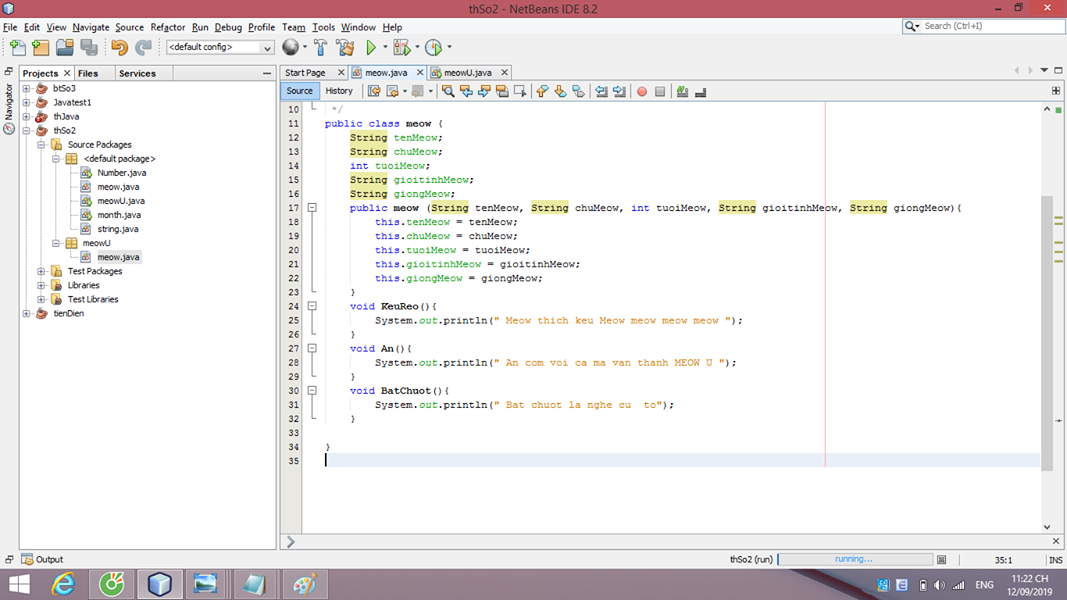 thSo2 - NetBeans IDE 8.2
File Edit View Navigate Source Refactor Run Debug Profile Team Tools Window Help
Search (Ctrl+I)
<default config>
Projects Files Services
Start Page meow.java meowU.java
Source History
Navigator
btSo3
Javatest1
thJava
thSo2
Source Packages
<default package>
Number.java
meow.java
meowU.java
month.java
string.java
meowU
meow.java
Test Packages
Libraries
Test Libraries
tienDien
10 */
11 public class meow {
12 String tenMeow;
13 String chuMeow;
14 int tuoiMeow;
15 String gioitinhMeow;
16 String giongMeow;
17 public meow (String tenMeow, String chuMeow, int tuoiMeow, String gioitinhMeow, String giongMeow){
18 this.tenMeow = tenMeow;
19 this.chuMeow = chuMeow;
20 this.tuoiMeow = tuoiMeow;
21 this.gioitinhMeow = gioitinhMeow;
22 this.giongMeow = giongMeow;
23 }
24 void KeuReo(){
25 System.out.println(" Meow thich keu Meow meow meow meow ");
26 }
27 void An(){
28 System.out.println(" An com voi ca ma van thanh MEOW U ");
29 }
30 void BatChuot(){
31 System.out.println(" Bat chuot la nghe cu  to");
32 }
33
34 }
35
Output
thSo2 (run) running... 35:1 INS
ENG 11:22 CH
12/09/2019